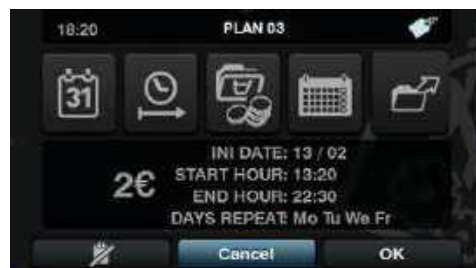 18:20 PLAN 03
31
2€
INI DATE: 13 / 02
START HOUR: 13:20
END HOUR: 22:30
DAYS REPEAT: Mo Tu We Fr
Cancel OK